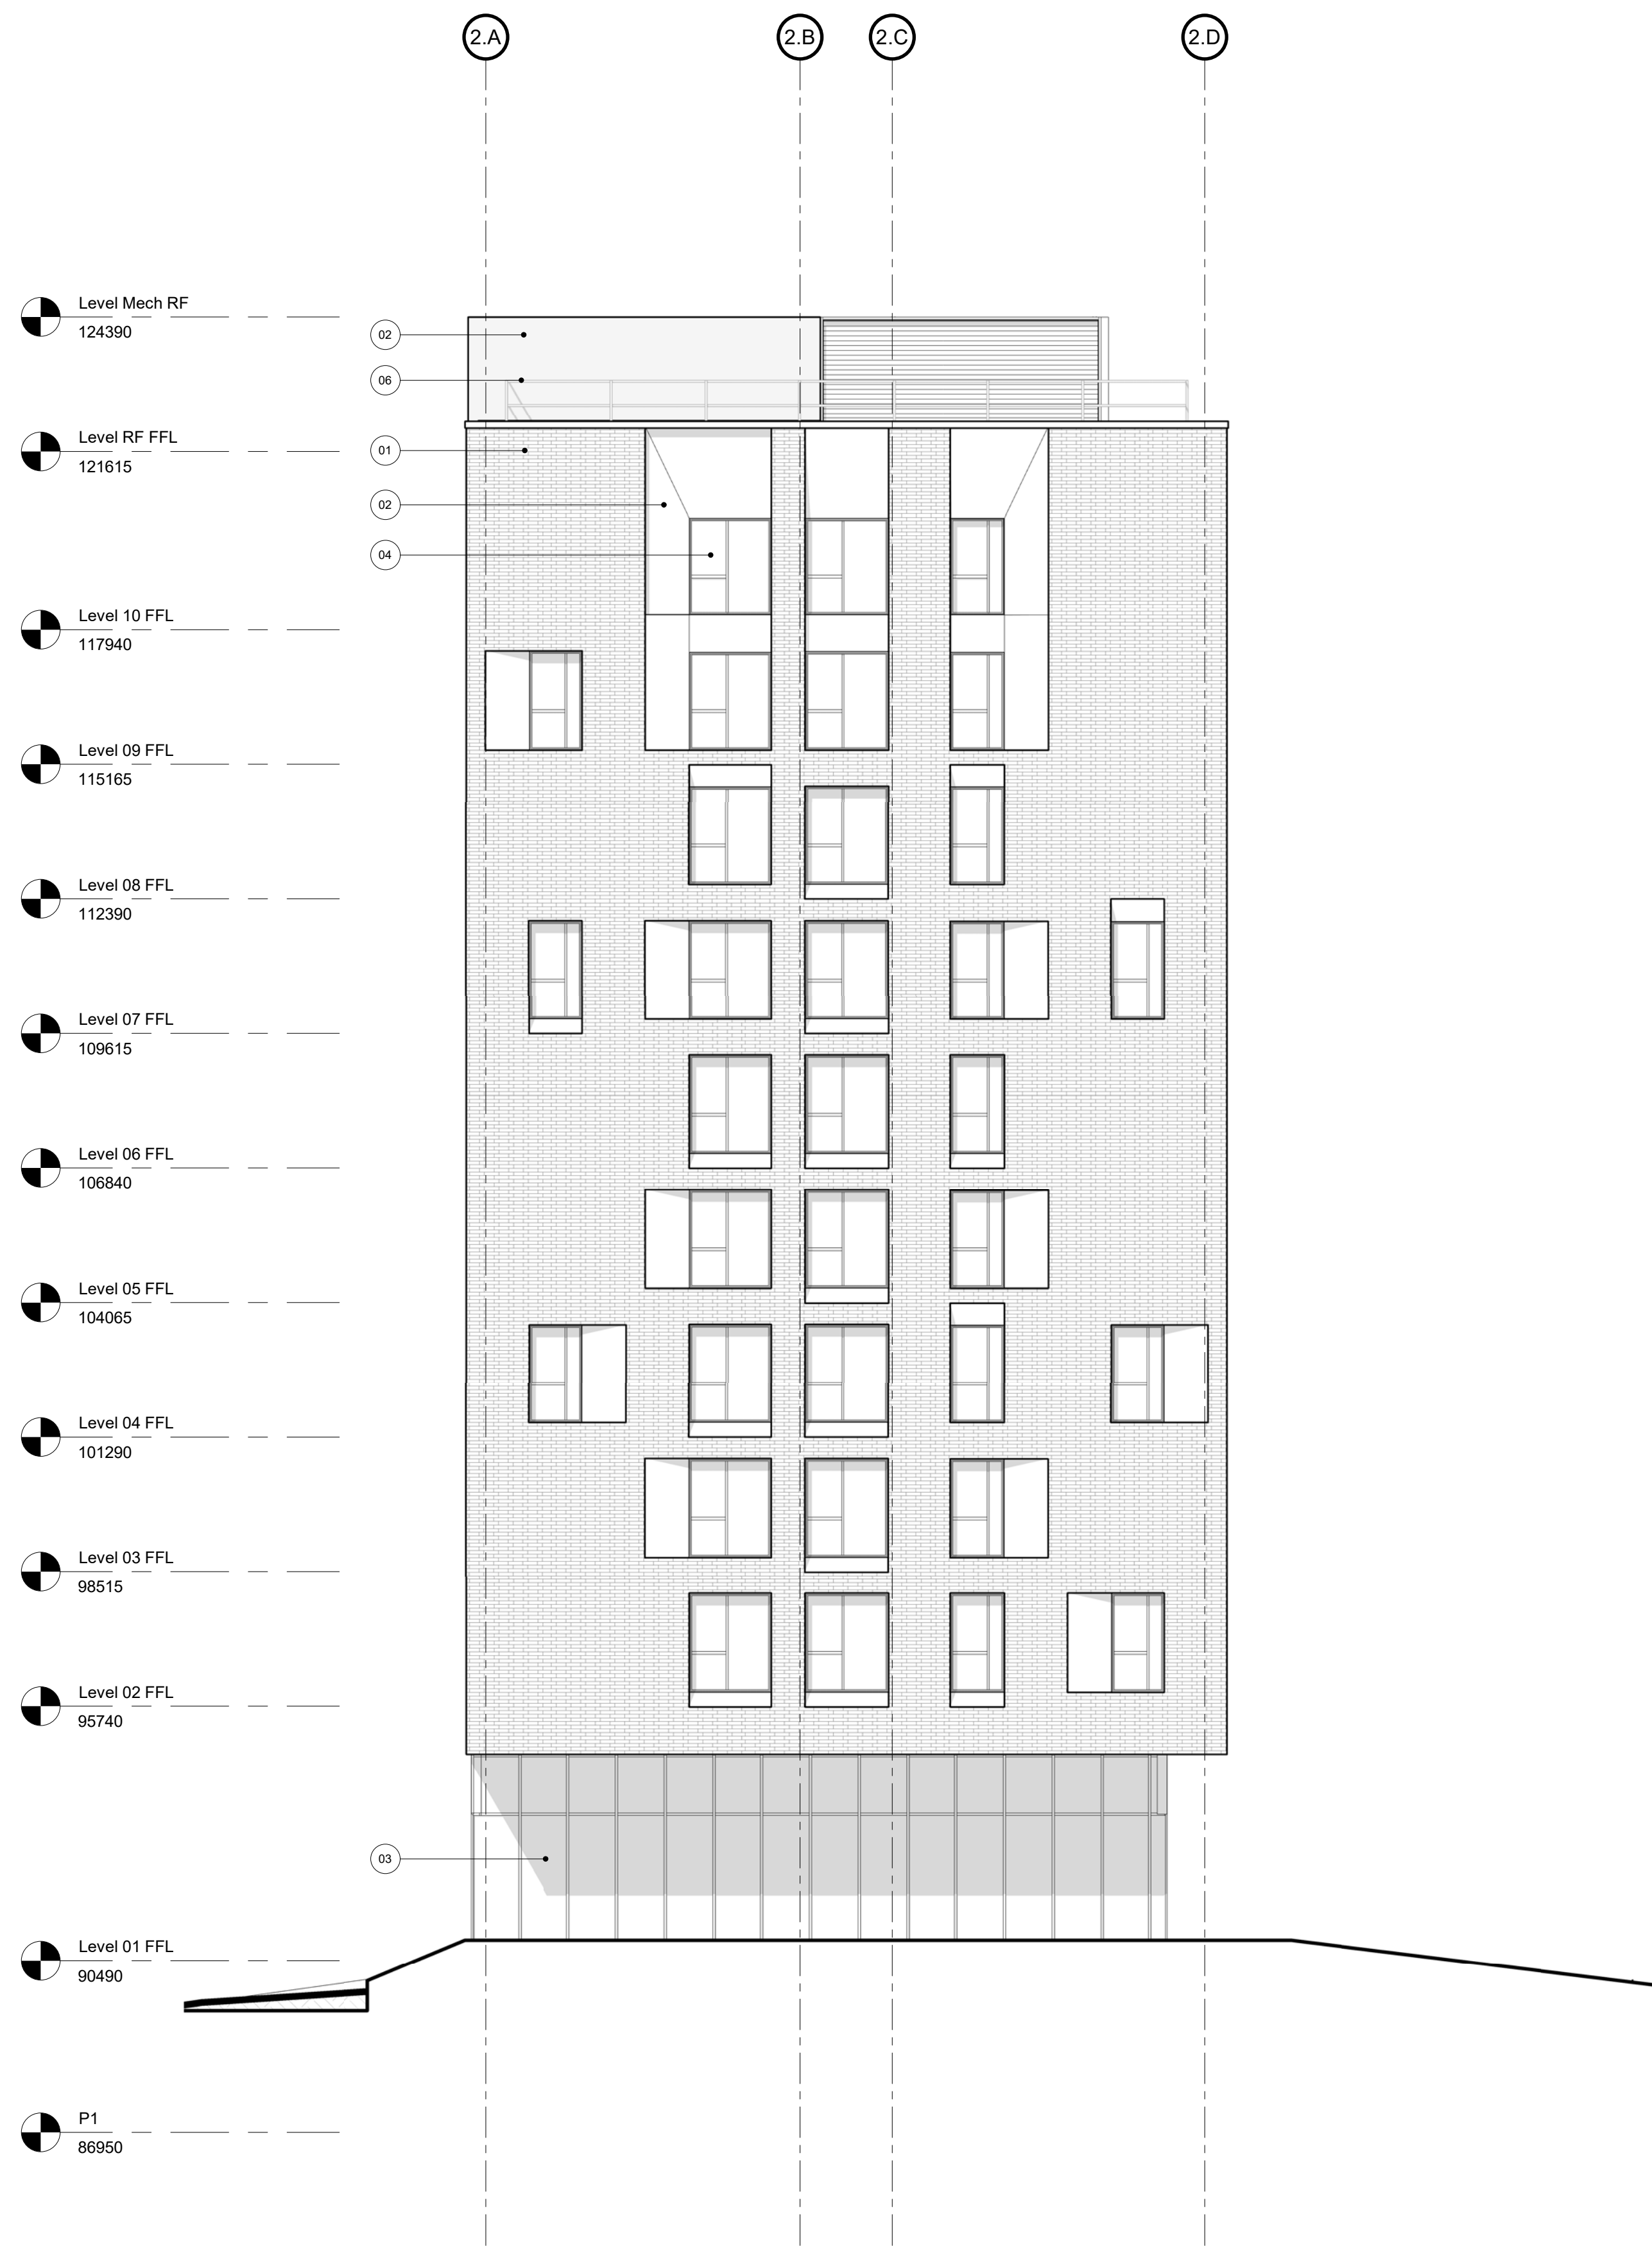 2.A 2.B 2.C 2.D
Level Mech RF
124390
02
06
Level RF FFL
121615
01
02
04
Level 10 FFL
117940
Level 09 FFL
115165
Level 08 FFL
112390
Level 07 FFL
109615
Level 06 FFL
106840
Level 05 FFL
104065
Level 04 FFL
101290
Level 03 FFL
98515
Level 02 FFL
95740
03
Level 01 FFL
90490
P1
86950